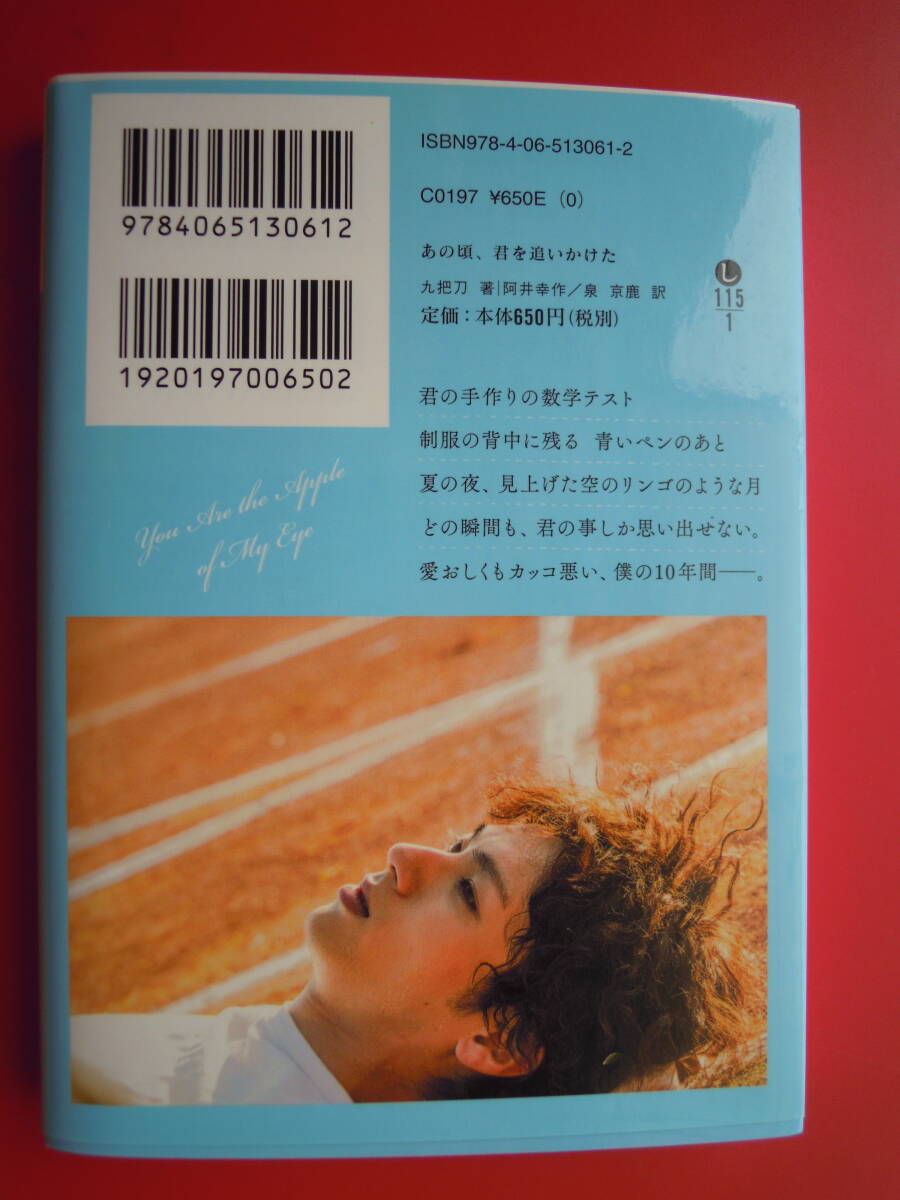 9784065130612
1920197006502
ISBN978-4-06-513061-2
C0197 ¥650E (0)
あの頃、君を追いかけた
九把刀 著|阿井幸作/泉 京鹿 訳
定価:本体650円(税別)
し
115
1
君の手作りの数学テスト
制服の背中に残る 青いペンのあと
夏の夜、見上げた空のリンゴのような月
どの瞬間も、君の事しか思い出せない。
愛おしくもカッコ悪い、僕の10年間――。
You Are the Apple
of My Eye